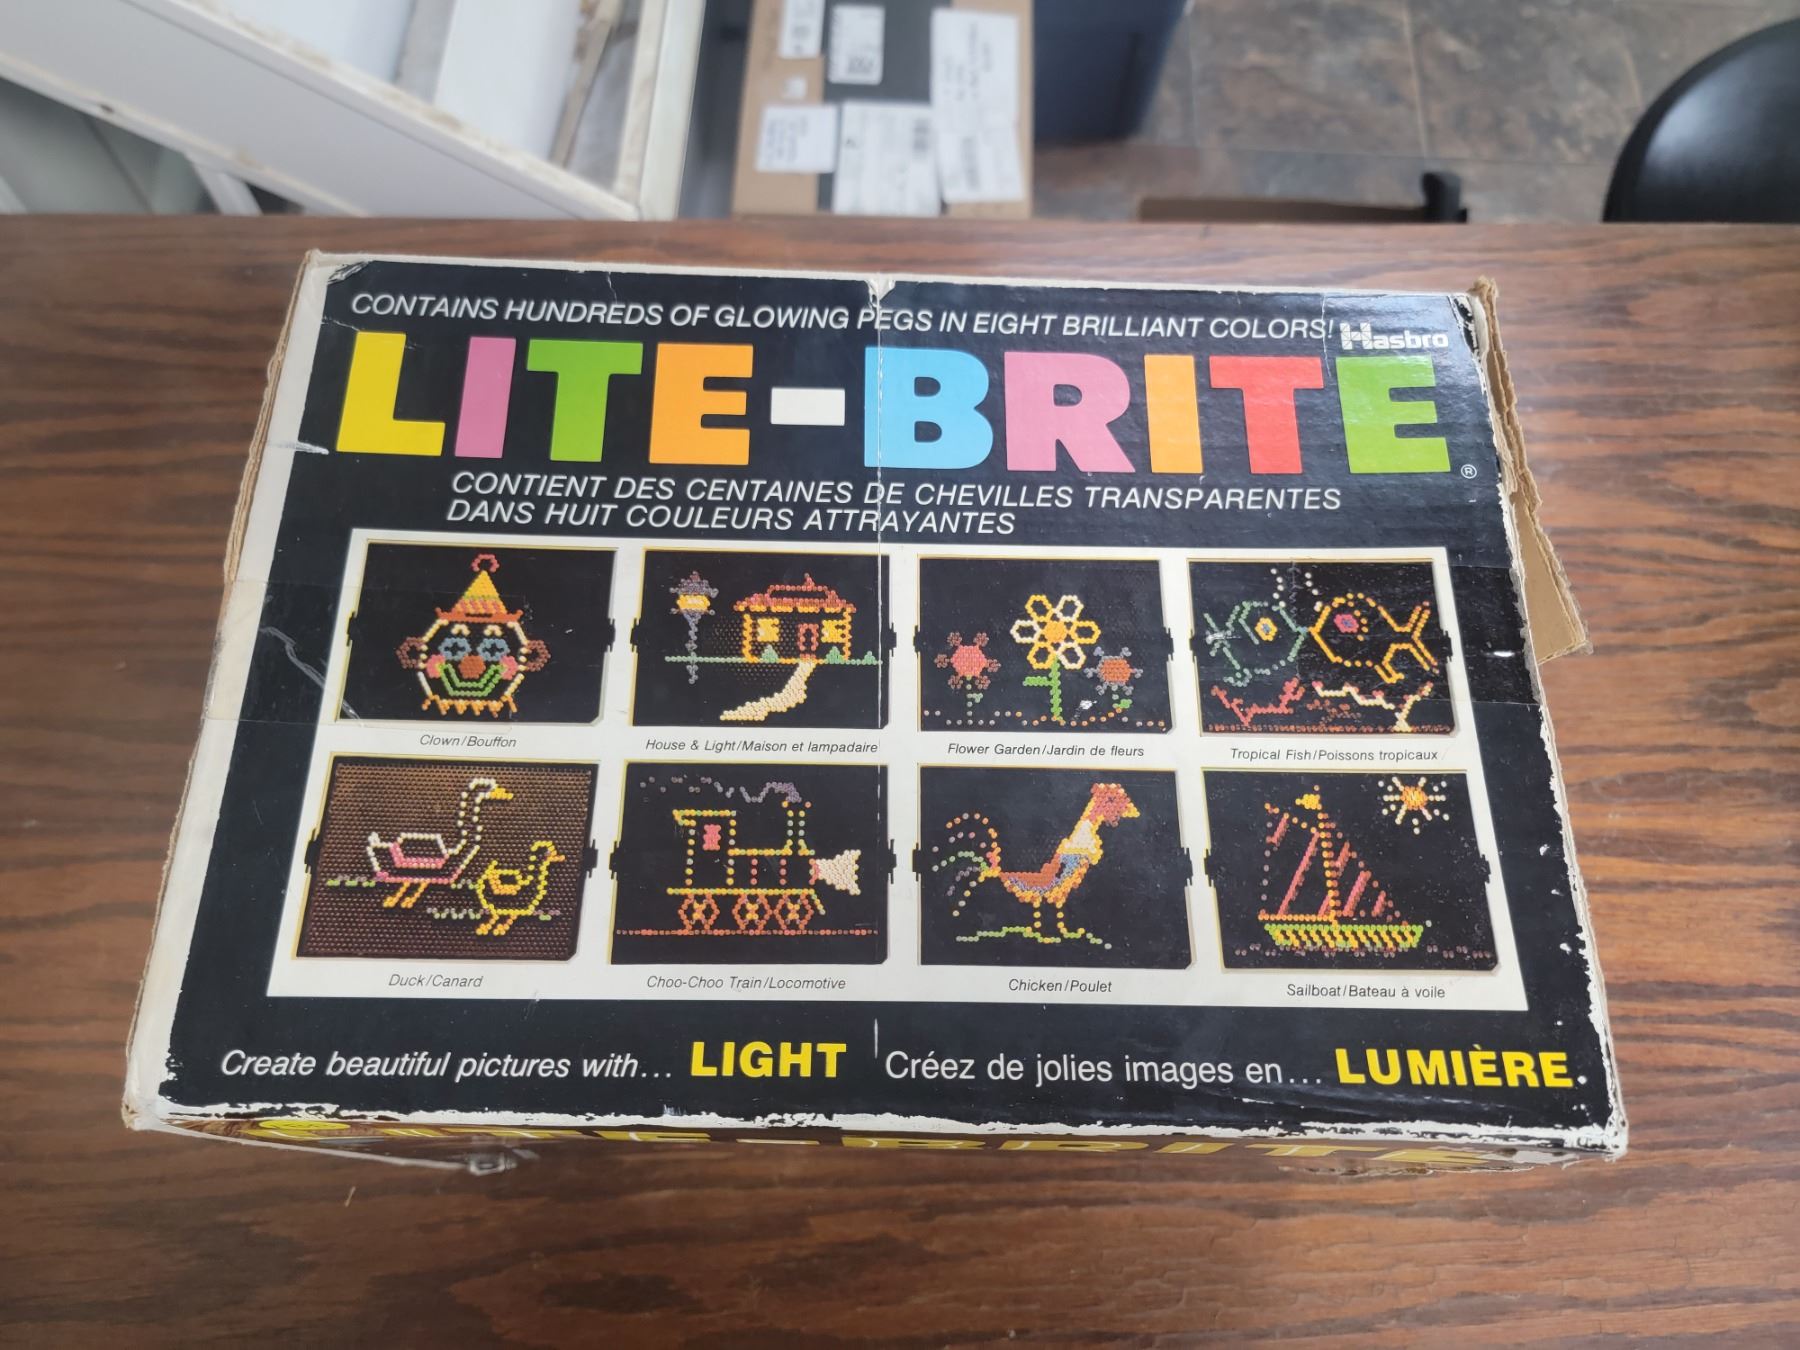 CONTAINS HUNDREDS OF GLOWING PEGS IN EIGHT BRILLIANT COLORS!
Hasbro
LITE-BRITE®
CONTIENT DES CENTAINES DE CHEVILLES TRANSPARENTES
DANS HUIT COULEURS ATTRAYANTES
Clown/Bouffon
House & Light/Maison et lampadaire
Flower Garden/Jardin de fleurs
Tropical Fish/Poissons tropicaux
Duck/Canard
Choo-Choo Train/Locomotive
Chicken/Poulet
Sailboat/Bateau à voile
Create beautiful pictures with... LIGHT
Créez de jolies images en... LUMIÈRE.
LITE-BRITE